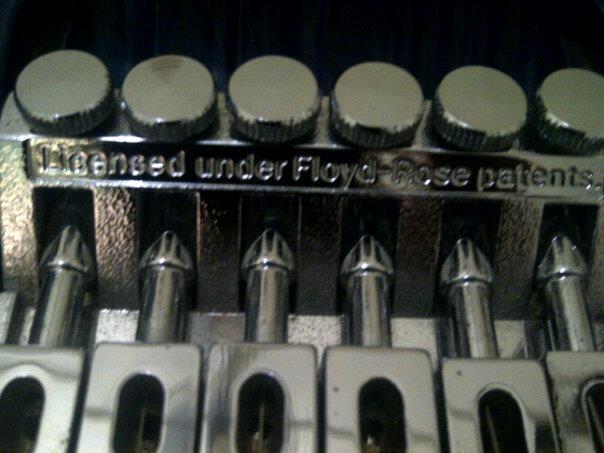 Licensed under Floyd-Rose patents.